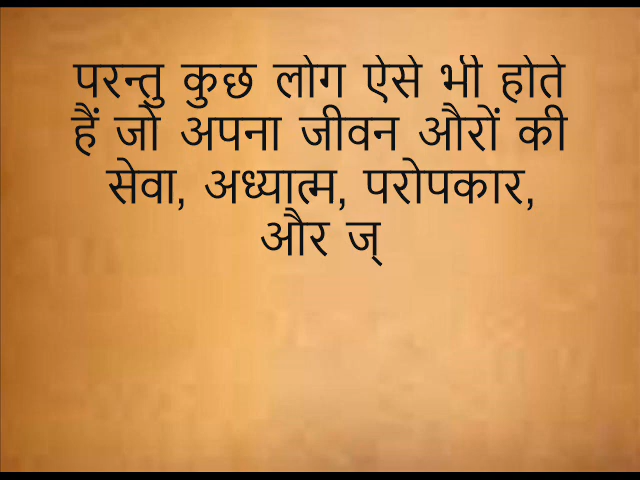 परन्तु कुछ लोग ऐसे भी होते
हैं जो अपना जीवन औरों की
सेवा, अध्यात्म, परोपकार,
और ज्